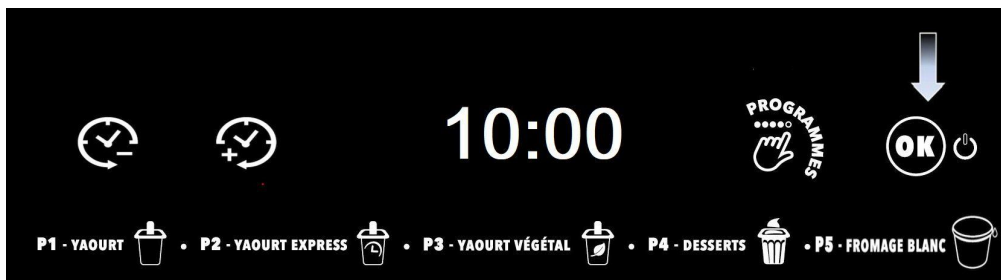 10:00
PROGRAMMES
OK
P1 - YAOURT • P2 - YAOURT EXPRESS • P3 - YAOURT VÉGÉTAL • P4 - DESSERTS • P5 - FROMAGE BLANC